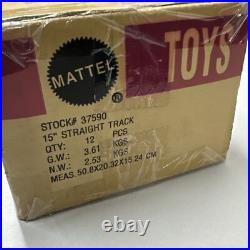 MATTEL
®
TOYS
STOCK# 37590
15" STRAIGHT TRACK
QTY: 12 PCS
G.W.: 3.61 KGS
N.W.: 2.53 KGS
MEAS. 50.8X20.32X15.24 CM